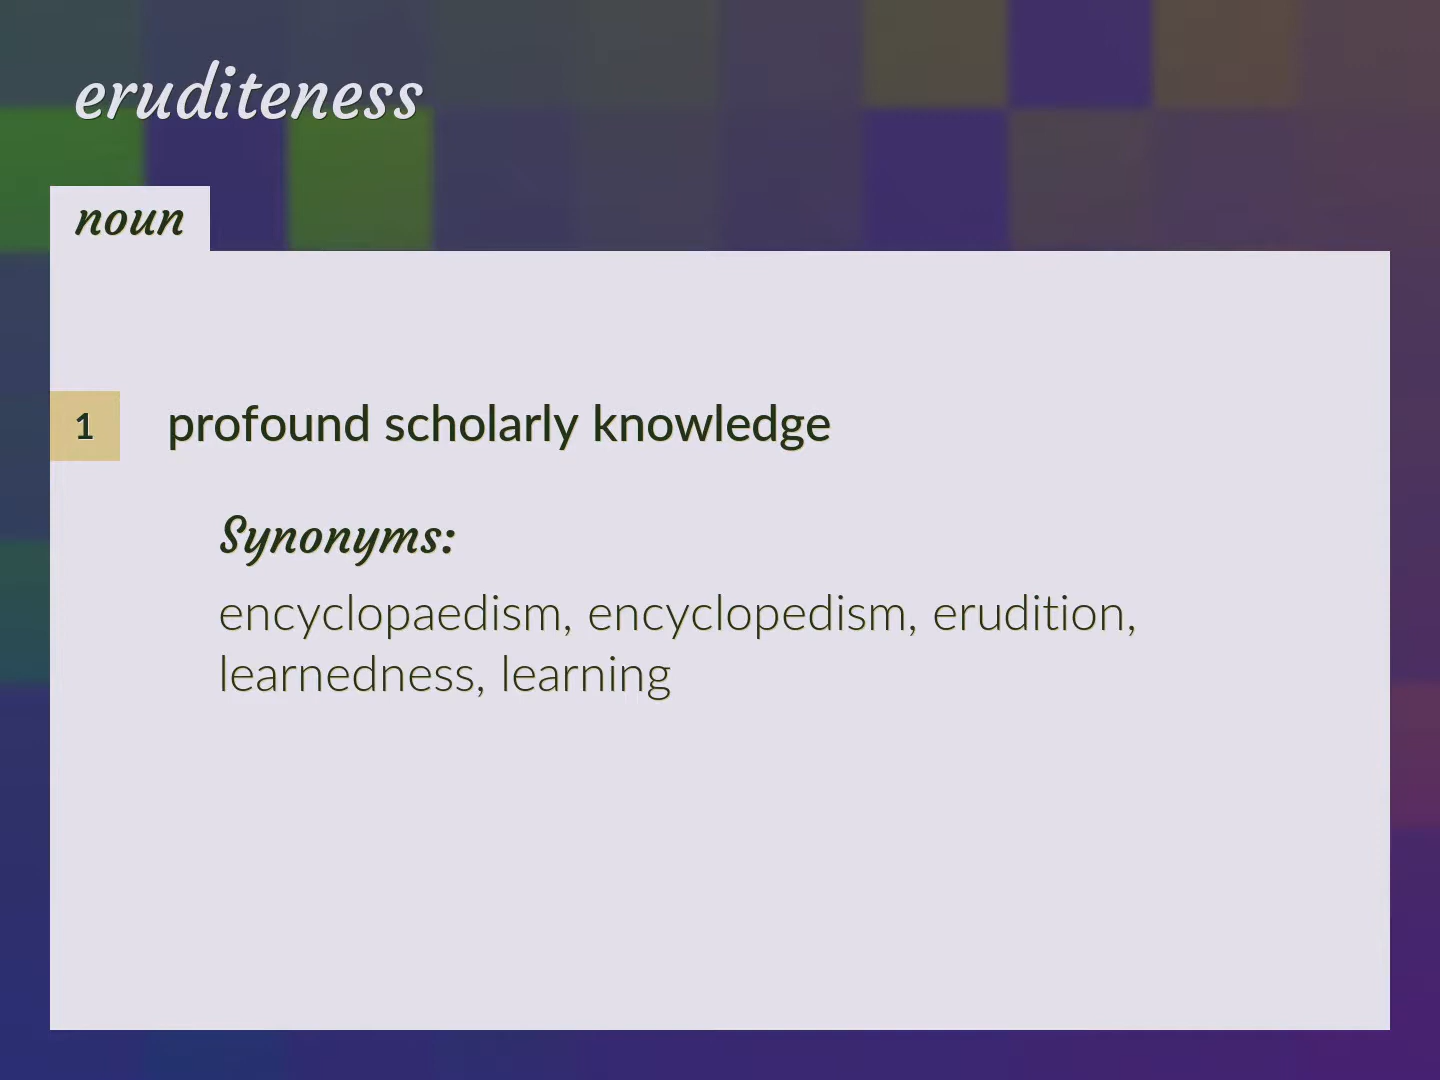 eruditeness
noun
1 profound scholarly knowledge
Synonyms:
encyclopaedism, encyclopedism, erudition,
learnedness, learning